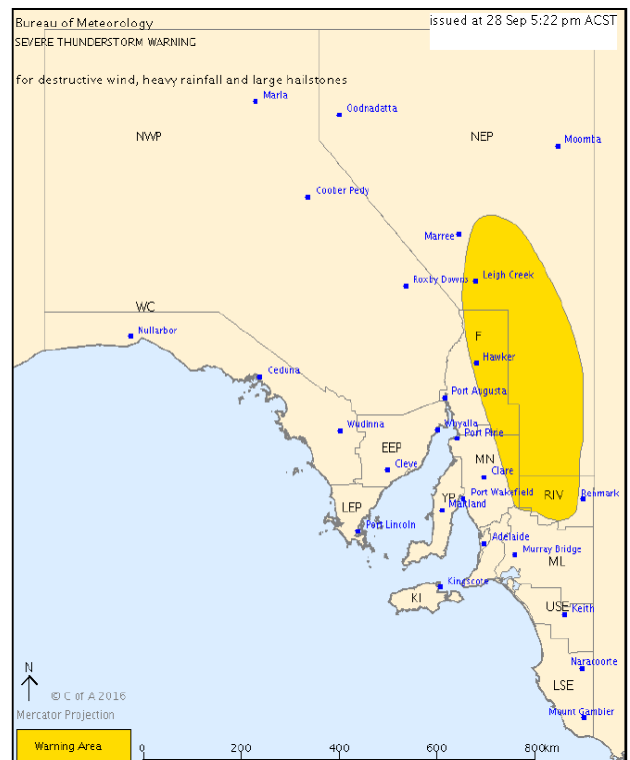 Bureau of Meteorology
issued at 28 Sep 5:22 pm ACST
SEVERE THUNDERSTORM WARNING
for destructive wind, heavy rainfall and large hailstones
Marla
Oodnadatta
NWP
NEP
Moomba
Coober Pedy
Marree
Roxby Downs
Leigh Creek
WC
Nullarbor
F
Hawker
Ceduna
Port Augusta
Wudinna
Whyalla
Port Pirie
EEP
MN
Cleve
Clare
LEP
YP
Port Wakefield
RIV
Renmark
Maitland
Port Lincoln
Adelaide
Murray Bridge
ML
Kingscote
KI
USE
Keith
N
Naracoorte
LSE
© C of A 2016
Mercator Projection
Mount Gambier
Warning Area
0
200
400
600
800km